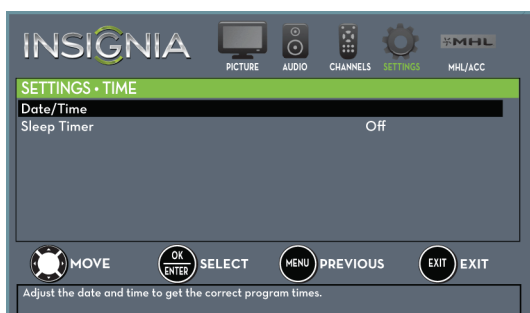 INSIGNIA
PICTURE AUDIO CHANNELS SETTINGS MHL MHL/ACC
SETTINGS • TIME
Date/Time
Sleep Timer Off
MOVE OK ENTER SELECT MENU PREVIOUS EXIT EXIT
Adjust the date and time to get the correct program times.